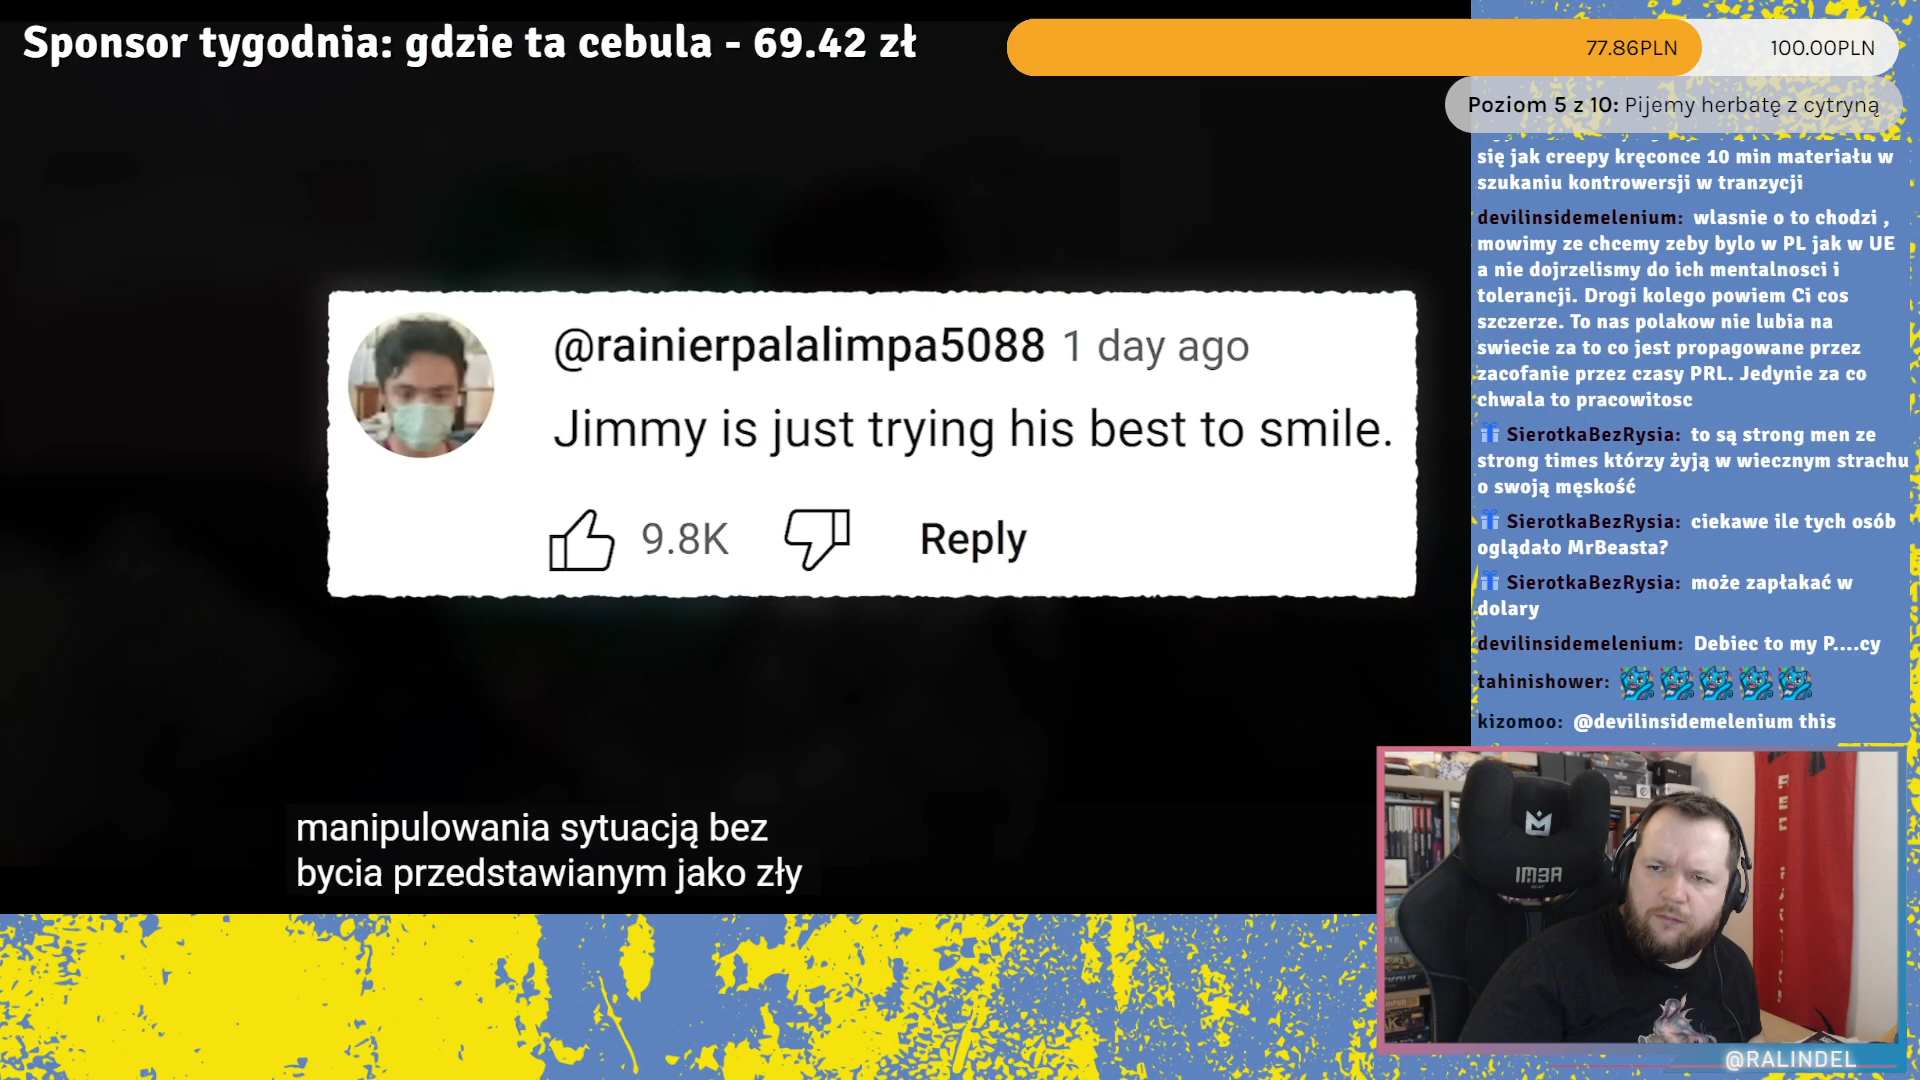 Sponsor tygodnia: gdzie ta cebula - 69.42 zł
77.86PLN
100.00PLN
Poziom 5 z 10: Pijemy herbatę z cytryną
się jak creepy kręconce 10 min materiału w
szukaniu kontrowersji w tranzycji
devilinsidemelenium: wlasnie o to chodzi ,
mowimy ze chcemy zeby bylo w PL jak w UE
a nie dojrzelismy do ich mentalnosci i
tolerancji. Drogi kolego powiem Ci cos
szczerze. To nas polakow nie lubia na
swiecie za to co jest propagowane przez
zacofanie przez czasy PRL. Jedynie za co
chwala to pracowitosc
SierotkaBezRysia: to są strong men ze
strong times którzy żyją w wiecznym strachu
o swoją męskość
SierotkaBezRysia: ciekawe ile tych osób
oglądało MrBeasta?
SierotkaBezRysia: może zapłakać w
dolary
devilinsidemelenium: Debiec to my P....cy
tahinishower:
kizomoo: @devilinsidemelenium this
@rainierpalalimpa5088 1 day ago
Jimmy is just trying his best to smile.
9.8K Reply
manipulowania sytuacją bez
bycia przedstawianym jako zły
IMBA
@RALINDEL